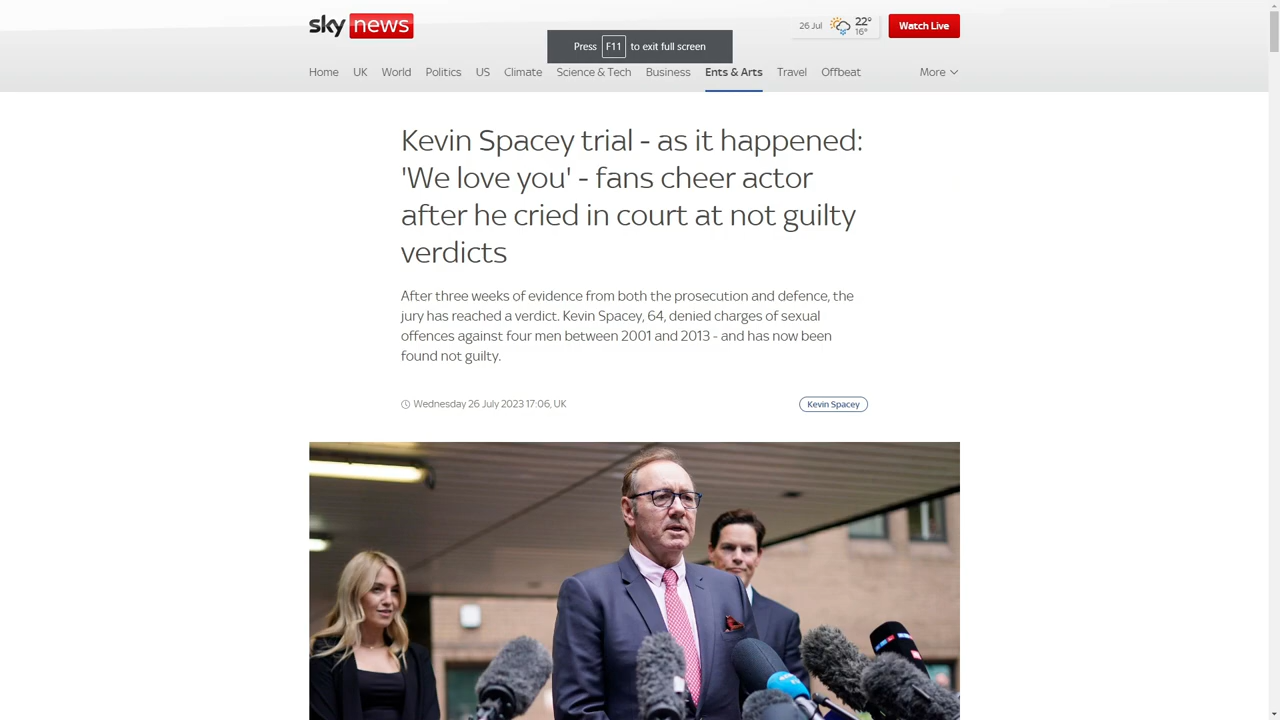 sky news
26 Jul
22°
16°
Watch Live
Press F11 to exit full screen
Home UK World Politics US Climate Science & Tech Business Ents & Arts Travel Offbeat More
Kevin Spacey trial - as it happened:
'We love you' - fans cheer actor
after he cried in court at not guilty
verdicts
After three weeks of evidence from both the prosecution and defence, the
jury has reached a verdict. Kevin Spacey, 64, denied charges of sexual
offences against four men between 2001 and 2013 - and has now been
found not guilty.
Wednesday 26 July 2023 17:06, UK
Kevin Spacey